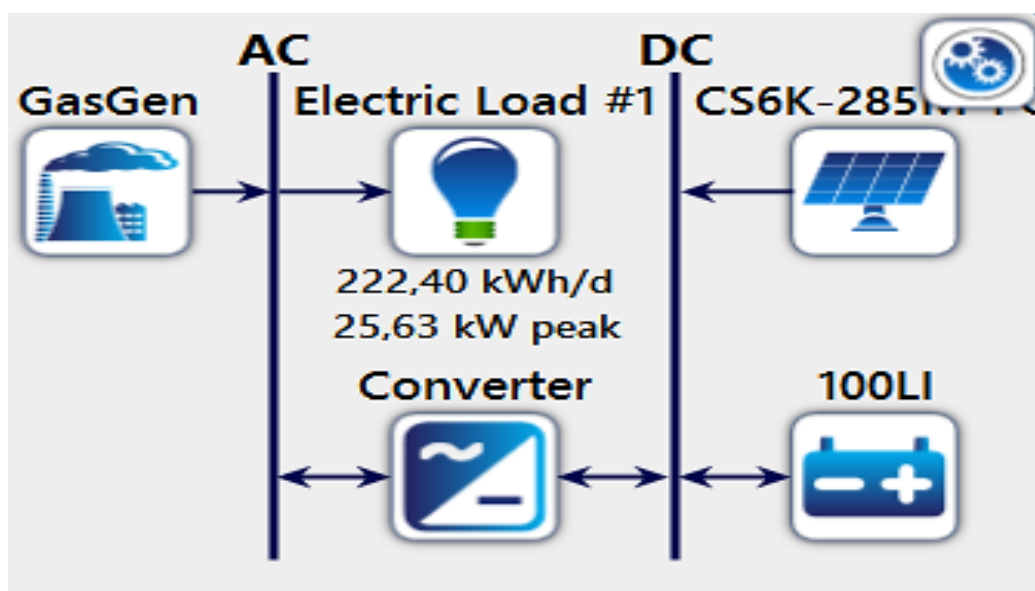 AC
DC
GasGen
Electric Load #1
222,40 kWh/d
25,63 kW peak
Converter
100LI